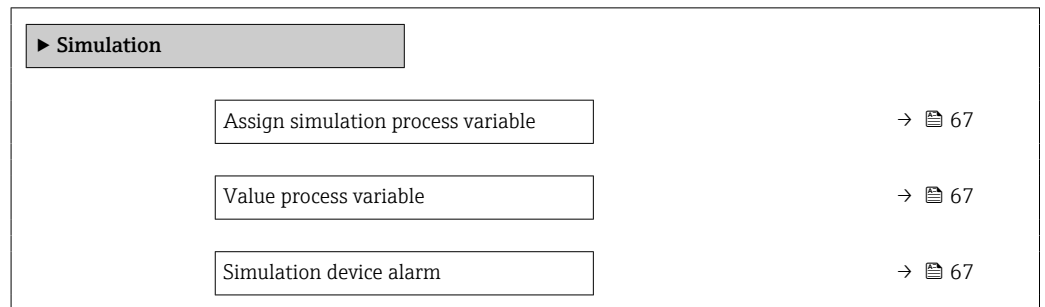 ▶ Simulation
Assign simulation process variable → 67
Value process variable → 67
Simulation device alarm → 67